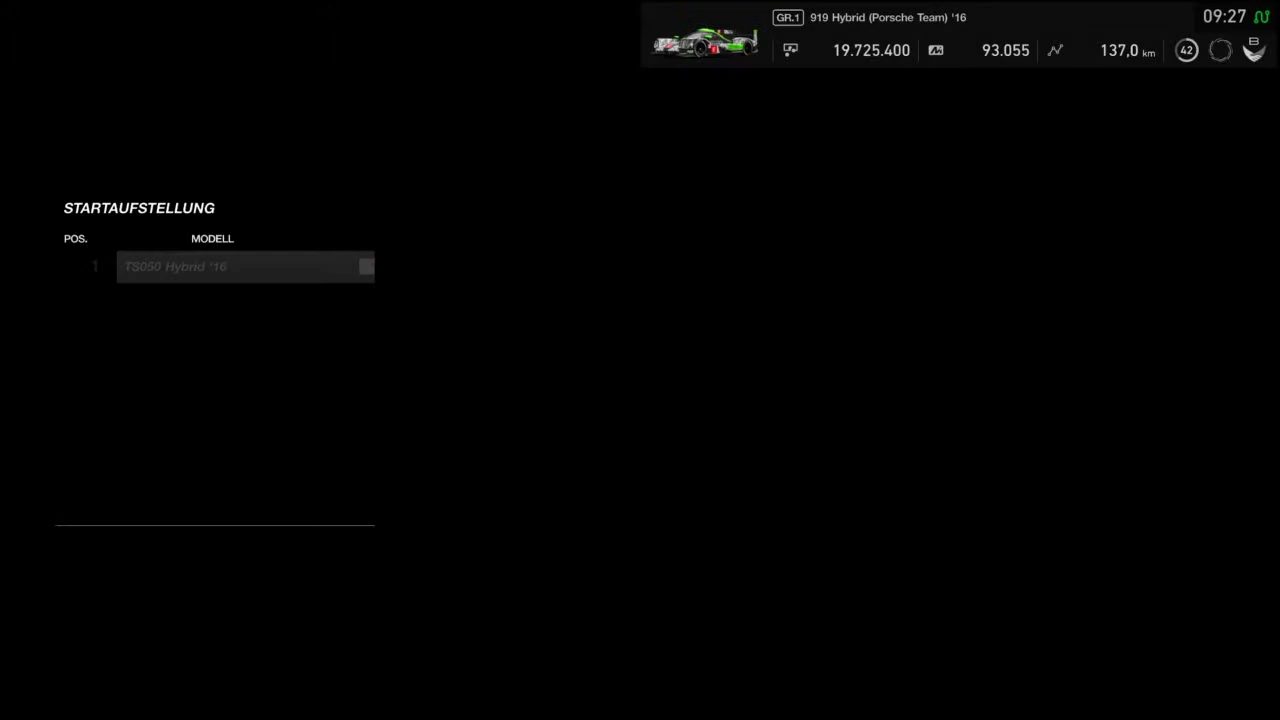 GR.1 919 Hybrid (Porsche Team) '16
09:27
19.725.400 93.055 137,0 km 42 B
STARTAUFSTELLUNG
POS. MODELL
1 TS050 Hybrid '16